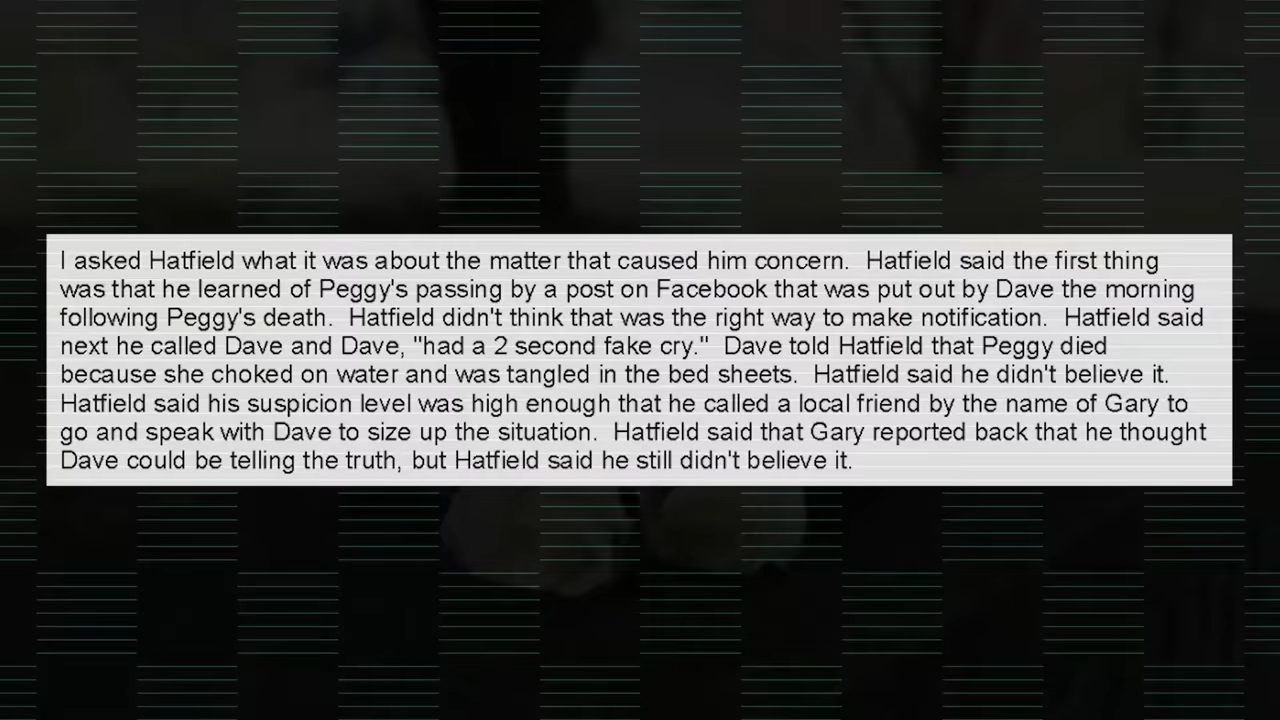 I asked Hatfield what it was about the matter that caused him concern.  Hatfield said the first thing
was that he learned of Peggy's passing by a post on Facebook that was put out by Dave the morning
following Peggy's death.  Hatfield didn't think that was the right way to make notification.  Hatfield said
next he called Dave and Dave, "had a 2 second fake cry."  Dave told Hatfield that Peggy died
because she choked on water and was tangled in the bed sheets.  Hatfield said he didn't believe it.
Hatfield said his suspicion level was high enough that he called a local friend by the name of Gary to
go and speak with Dave to size up the situation.  Hatfield said that Gary reported back that he thought
Dave could be telling the truth, but Hatfield said he still didn't believe it.